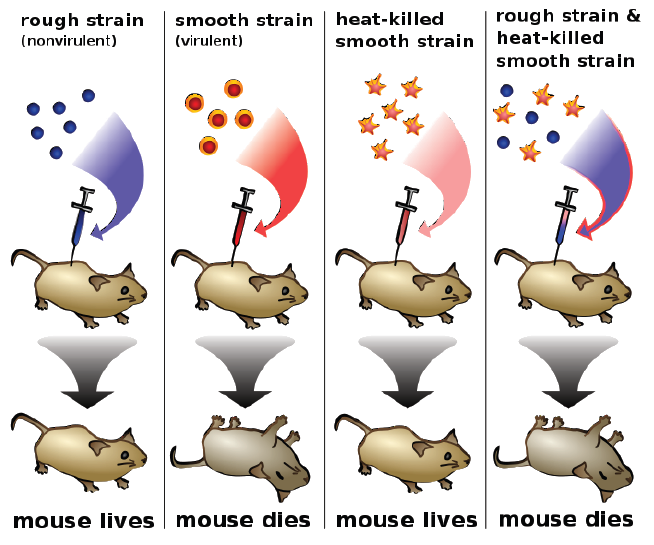 rough strain
(nonvirulent)
smooth strain
(virulent)
heat-killed
smooth strain
rough strain &
heat-killed
smooth strain
mouse lives
mouse dies
mouse lives
mouse dies